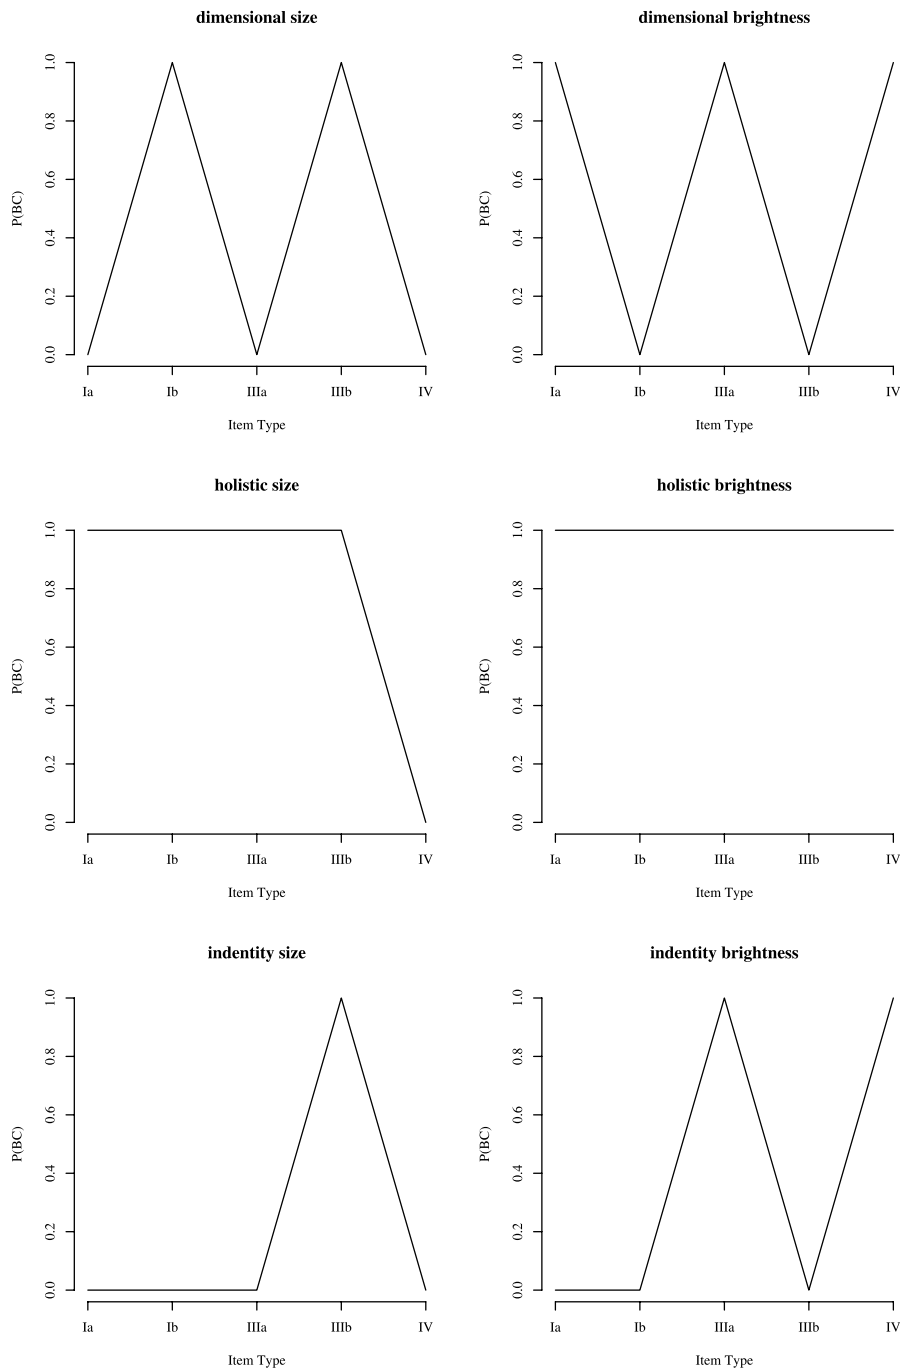 dimensional size
P(BC)
0.0 0.2 0.4 0.6 0.8 1.0
Ia Ib IIIa IIIb IV
Item Type
dimensional brightness
P(BC)
0.0 0.2 0.4 0.6 0.8 1.0
Ia Ib IIIa IIIb IV
Item Type
holistic size
P(BC)
0.0 0.2 0.4 0.6 0.8 1.0
Ia Ib IIIa IIIb IV
Item Type
holistic brightness
P(BC)
0.0 0.2 0.4 0.6 0.8 1.0
Ia Ib IIIa IIIb IV
Item Type
indentity size
P(BC)
0.0 0.2 0.4 0.6 0.8 1.0
Ia Ib IIIa IIIb IV
Item Type
indentity brightness
P(BC)
0.0 0.2 0.4 0.6 0.8 1.0
Ia Ib IIIa IIIb IV
Item Type